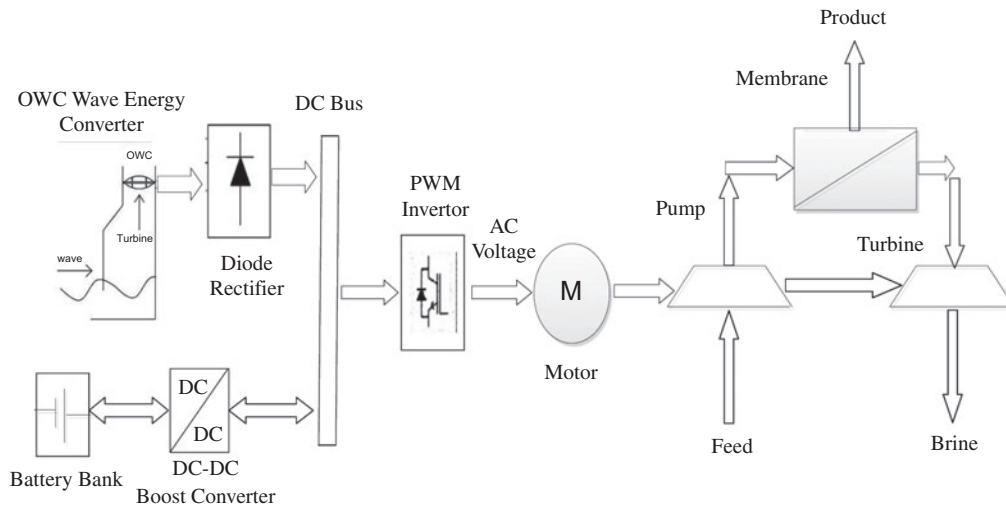 Product
Membrane
OWC Wave Energy
Converter
DC Bus
OWC
PWM
Invertor
AC
Voltage
Pump
Turbine
Turbine
wave
Diode
Rectifier
M
Motor
DC
DC
Feed
Brine
Battery Bank
DC-DC
Boost Converter